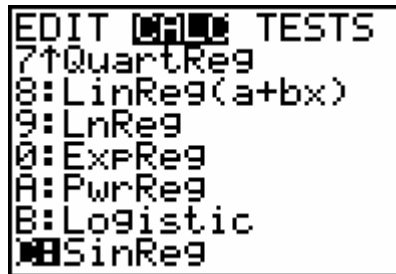 EDIT CALC TESTS
7↑QuartReg
8:LinReg(a+bx)
9:LnReg
0:ExpReg
A:PwrReg
B:Logistic
C:SinReg